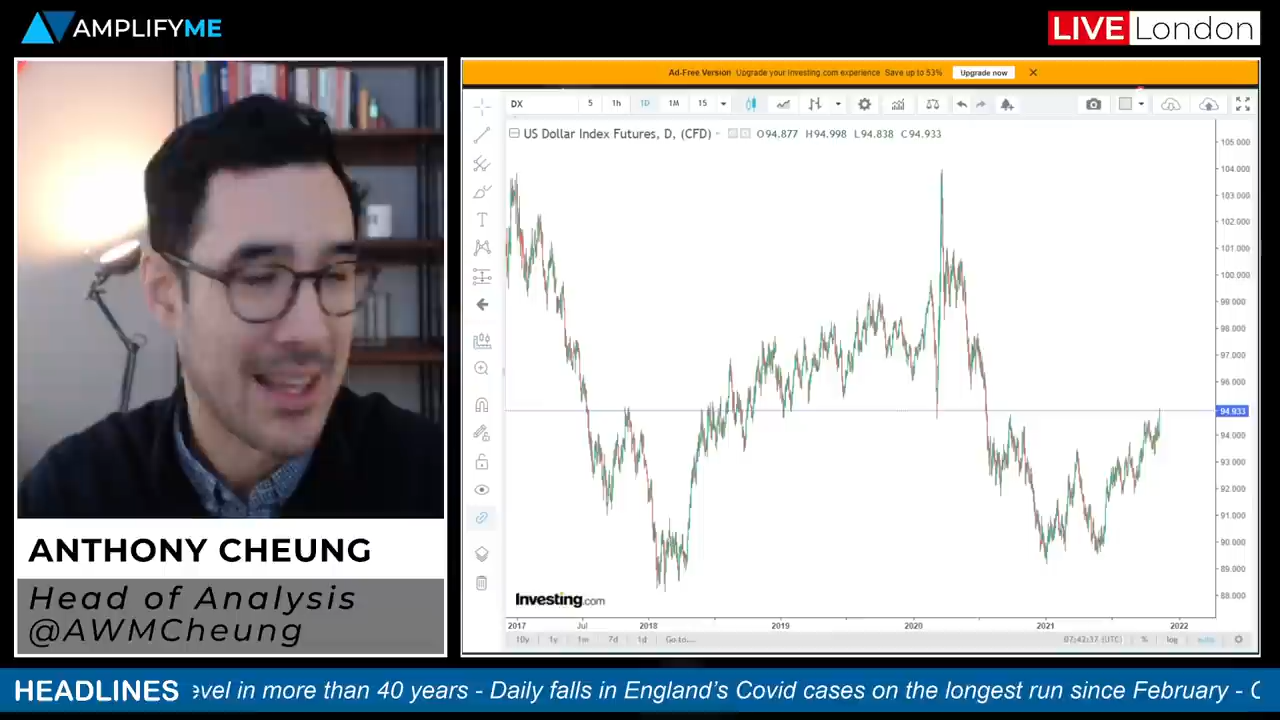 AMPLIFYME
LIVE London
Ad-Free Version Upgrade your Investing.com experience Save up to 53% Upgrade now
DX 5 1h 1D 1M 15
US Dollar Index Futures, D, (CFD) O94.877 H94.998 L94.838 C94.933
105.000
104.000
103.000
102.000
101.000
100.000
99.000
98.000
97.000
96.000
94.933
94.000
93.000
92.000
91.000
90.000
89.000
88.000
Investing.com
2017 Jul 2018 2019 2020 2021 2022
10y 1y 1m 7d 1d Go to... 07:42:37 (UTC) % log auto
ANTHONY CHEUNG
Head of Analysis
@AWMCheung
HEADLINES evel in more than 40 years - Daily falls in England's Covid cases on the longest run since February -